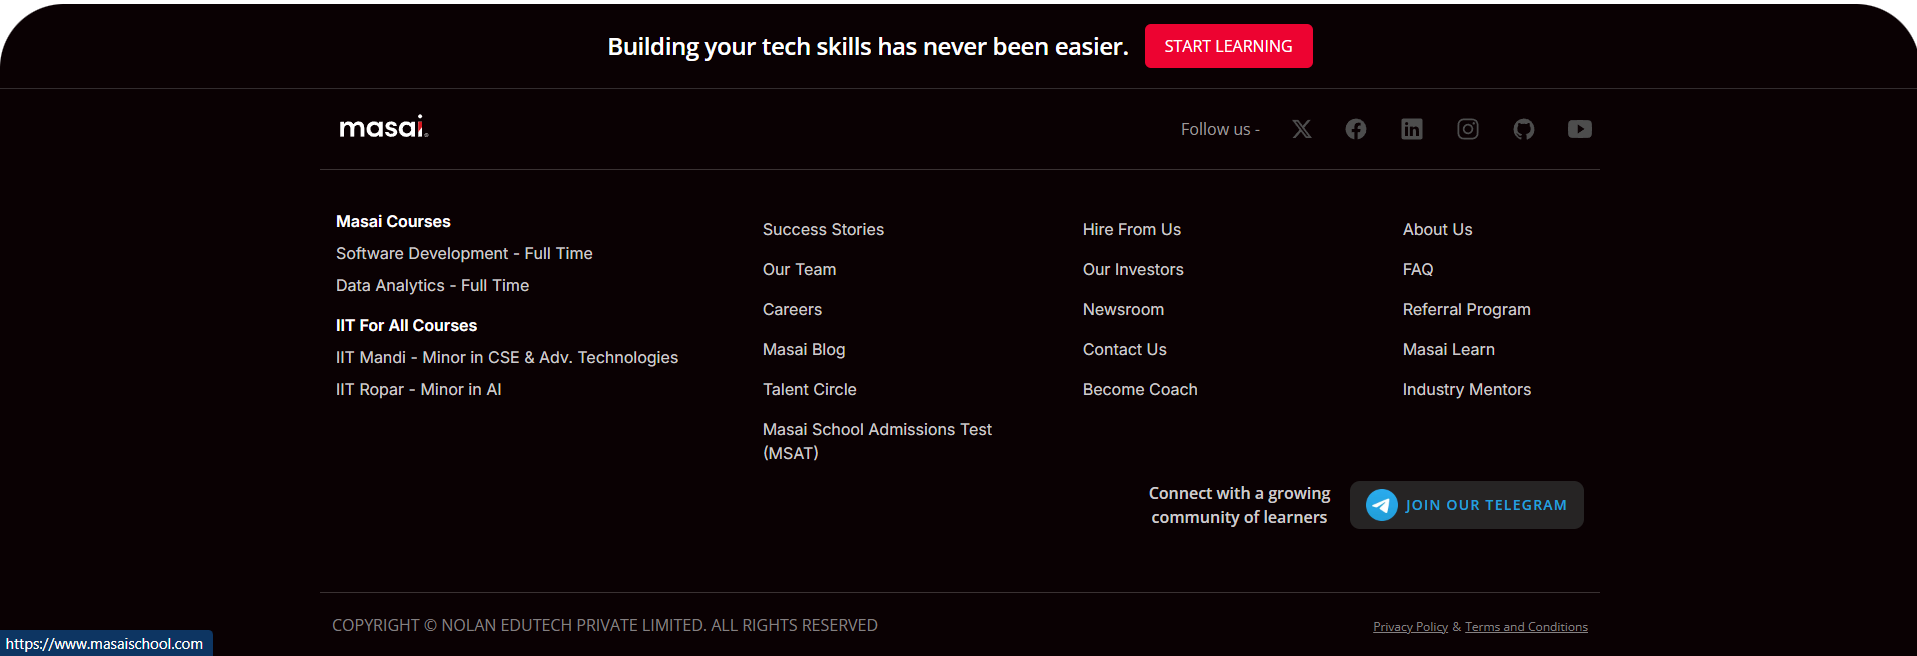 Building your tech skills has never been easier.
START LEARNING
masai
Follow us -
Masai Courses
Software Development - Full Time
Data Analytics - Full Time
IIT For All Courses
IIT Mandi - Minor in CSE & Adv. Technologies
IIT Ropar - Minor in AI
Success Stories
Our Team
Careers
Masai Blog
Talent Circle
Masai School Admissions Test
(MSAT)
Hire From Us
Our Investors
Newsroom
Contact Us
Become Coach
About Us
FAQ
Referral Program
Masai Learn
Industry Mentors
Connect with a growing
community of learners
JOIN OUR TELEGRAM
COPYRIGHT © NOLAN EDUTECH PRIVATE LIMITED. ALL RIGHTS RESERVED
Privacy Policy & Terms and Conditions
https://www.masaischool.com